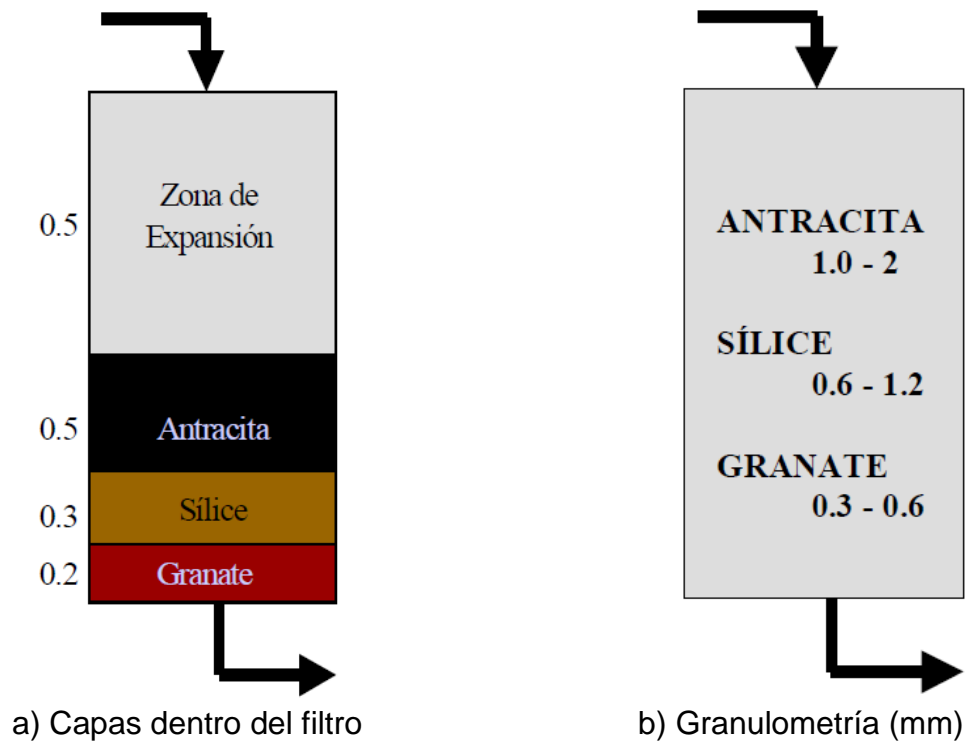 Zona de
Expansión
0.5
Antracita
0.5
Sílice
0.3
Granate
0.2
a) Capas dentro del filtro
ANTRACITA
1.0 - 2
SÍLICE
0.6 - 1.2
GRANATE
0.3 - 0.6
b) Granulometría (mm)